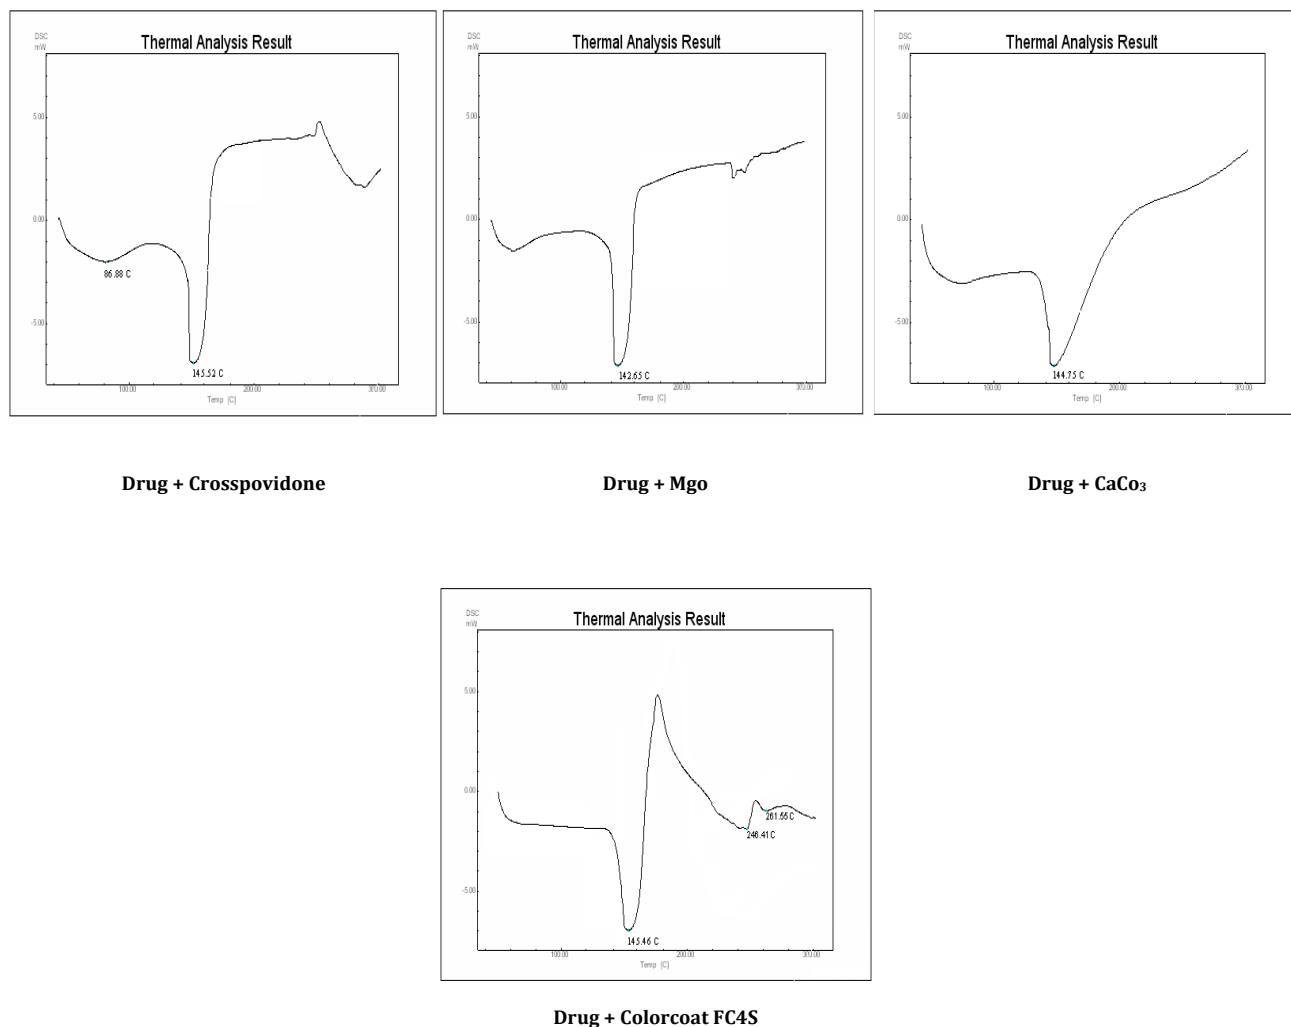 DSC
mW
Thermal Analysis Result
5.00
0.00
-5.00
86.88 C
145.52 C
100.00
200.00
300.00
Temp [C]
DSC
mW
Thermal Analysis Result
5.00
0.00
-5.00
142.65 C
100.00
200.00
300.00
Temp [C]
DSC
mW
Thermal Analysis Result
5.00
0.00
-5.00
144.75 C
100.00
200.00
300.00
Temp [C]
Drug + Crosspovidone
Drug + Mgo
Drug + CaCo₃
DSC
mW
Thermal Analysis Result
5.00
0.00
-5.00
261.55 C
246.41 C
145.46 C
100.00
200.00
300.00
Temp [C]
Drug + Colorcoat FC4S